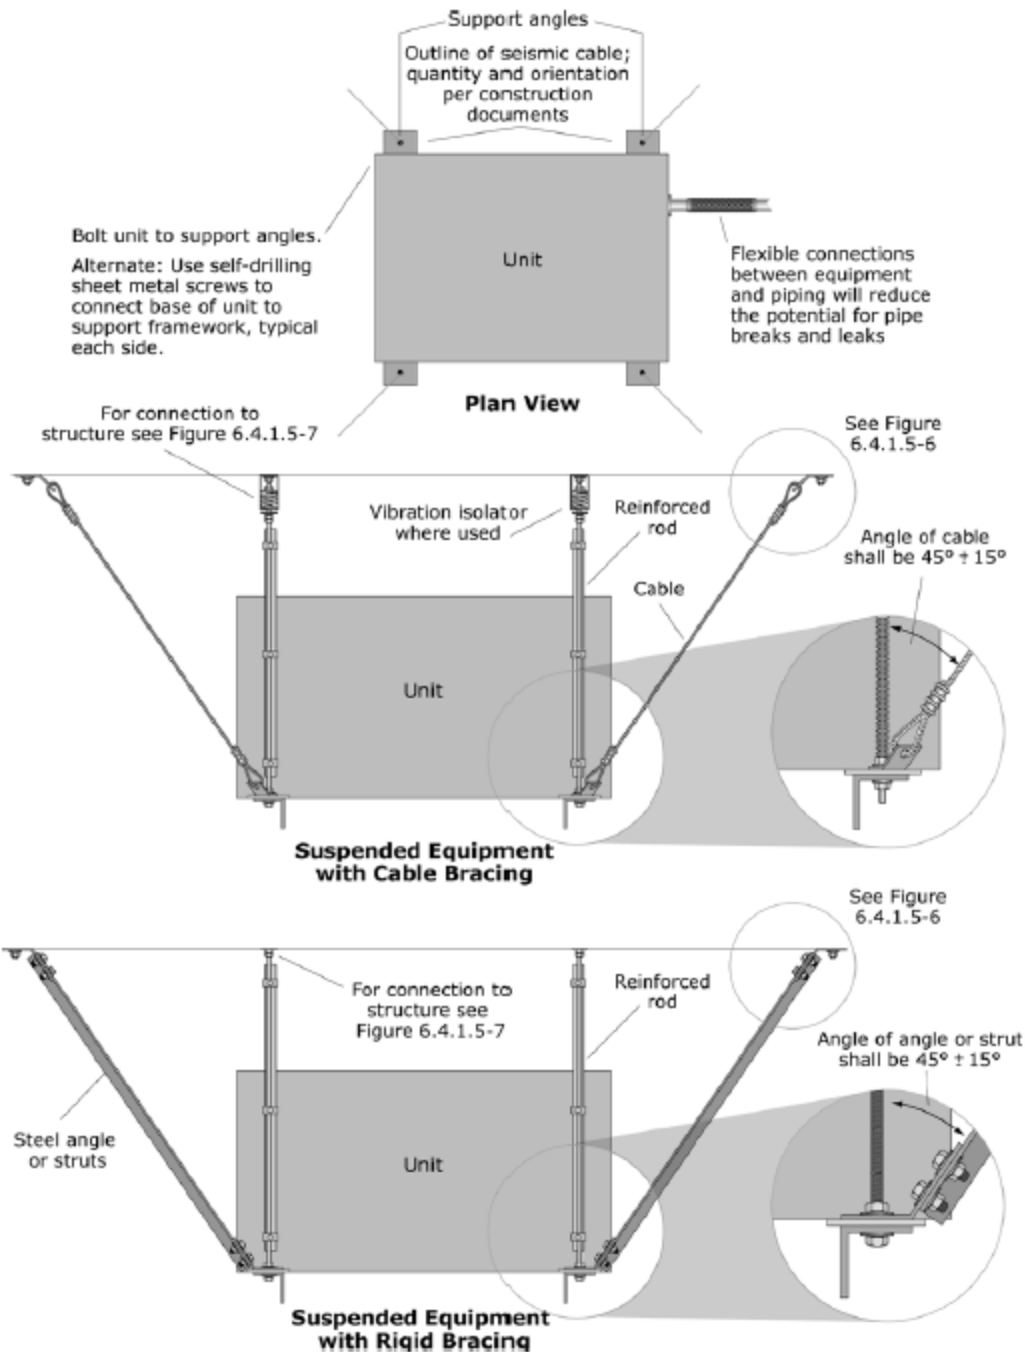 Support angles
Outline of seismic cable;
quantity and orientation
per construction
documents
Bolt unit to support angles.
Alternate: Use self-drilling
sheet metal screws to
connect base of unit to
support framework, typical
each side.
Unit
Flexible connections
between equipment
and piping will reduce
the potential for pipe
breaks and leaks
Plan View
For connection to
structure see Figure 6.4.1.5-7
See Figure
6.4.1.5-6
Vibration isolator
where used
Reinforced
rod
Angle of cable
shall be 45° ± 15°
Cable
Unit
Suspended Equipment
with Cable Bracing
See Figure
6.4.1.5-6
For connection to
structure see
Figure 6.4.1.5-7
Reinforced
rod
Angle of angle or strut
shall be 45° ± 15°
Steel angle
or struts
Unit
Suspended Equipment
with Rigid Bracing